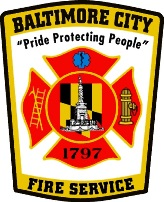 BALTIMORE CITY
"Pride Protecting People"
1797
FIRE SERVICE